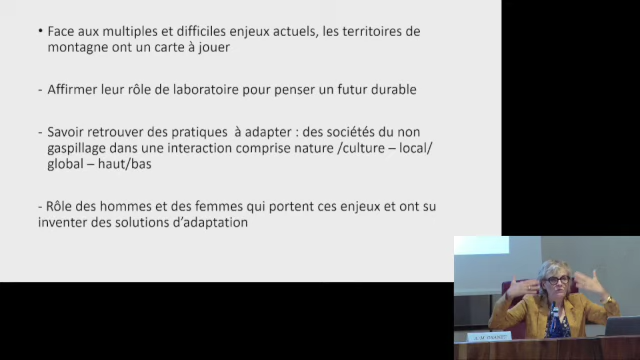 • Face aux multiples et difficiles enjeux actuels, les territoires de
montagne ont un carte à jouer
- Affirmer leur rôle de laboratoire pour penser un futur durable
- Savoir retrouver des pratiques à adapter : des sociétés du non
gaspillage dans une interaction comprise nature /culture – local/
global – haut/bas
- Rôle des hommes et des femmes qui portent ces enjeux et ont su
inventer des solutions d'adaptation